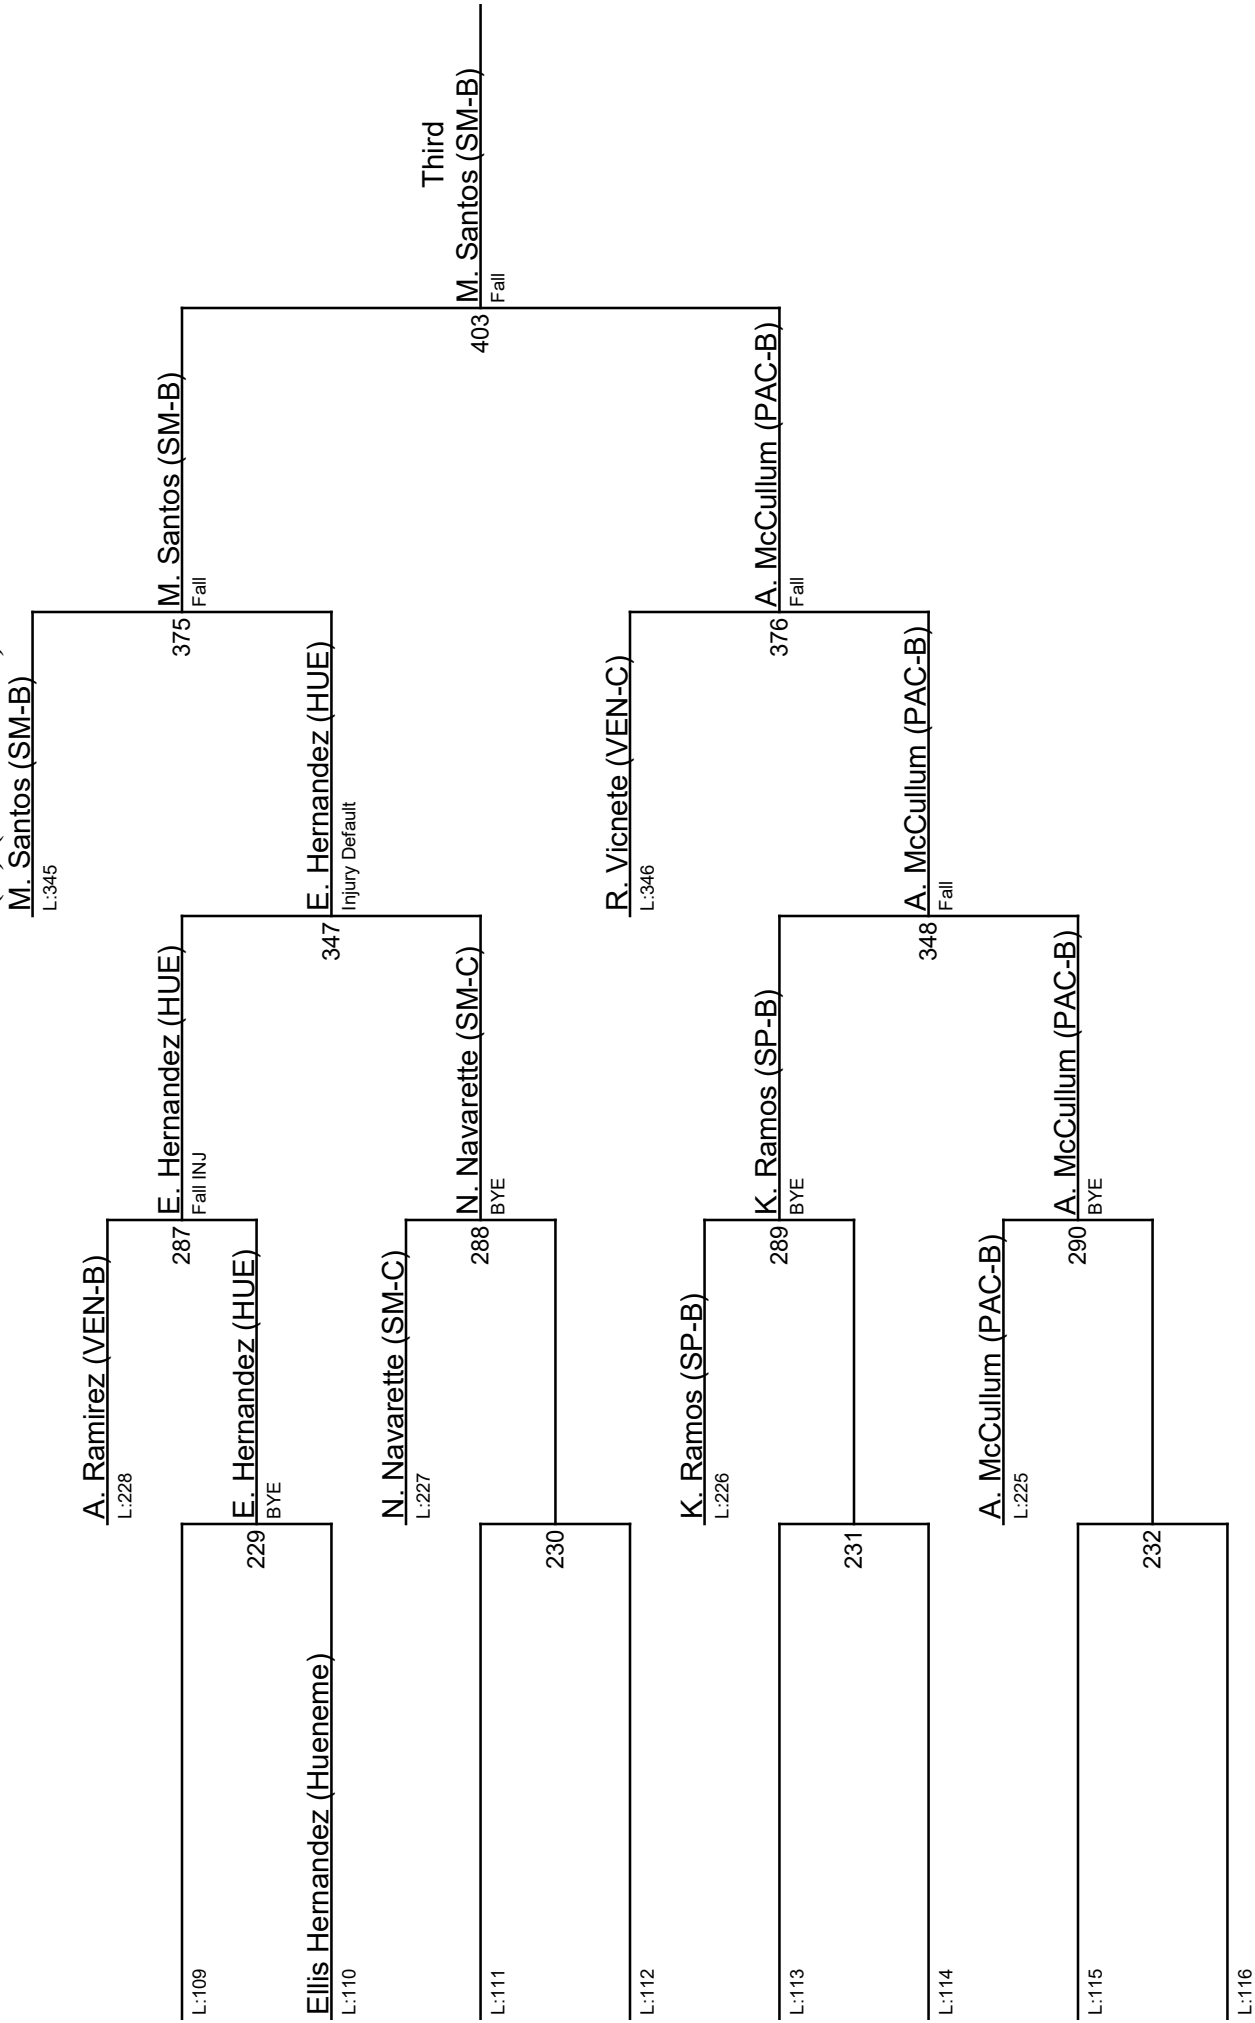 L:109
Ellis Hernandez (Hueneme)
L:110
L:111
L:112
L:113
L:114
L:115
L:116
229
230
231
232
A. Ramirez (VEN-B)
L:228
E. Hernandez (HUE)
BYE
N. Navarette (SM-C)
L:227
K. Ramos (SP-B)
L:226
A. McCullum (PAC-B)
L:225
287
288
289
290
E. Hernandez (HUE)
Fall INJ
N. Navarette (SM-C)
BYE
K. Ramos (SP-B)
BYE
A. McCullum (PAC-B)
BYE
347
348
M. Santos (SM-B)
L:345
E. Hernandez (HUE)
Injury Default
R. Vicnete (VEN-C)
L:346
A. McCullum (PAC-B)
Fall
375
376
M. Santos (SM-B)
Fall
A. McCullum (PAC-B)
Fall
403
Third
M. Santos (SM-B)
Fall